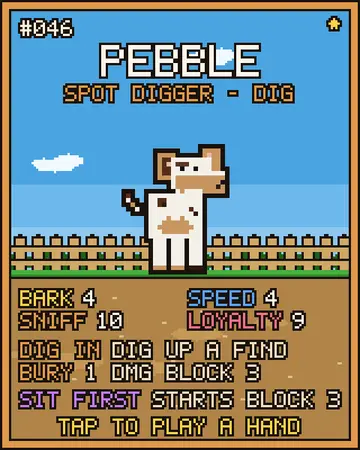 #046
PEBBLE
SPOT DIGGER - DIG
BARK 4 SPEED 4
SNIFF 10 LOYALTY 9
DIG IN DIG UP A FIND
BURY 1 DMG BLOCK 3
SIT FIRST STARTS BLOCK 3
TAP TO PLAY A HAND